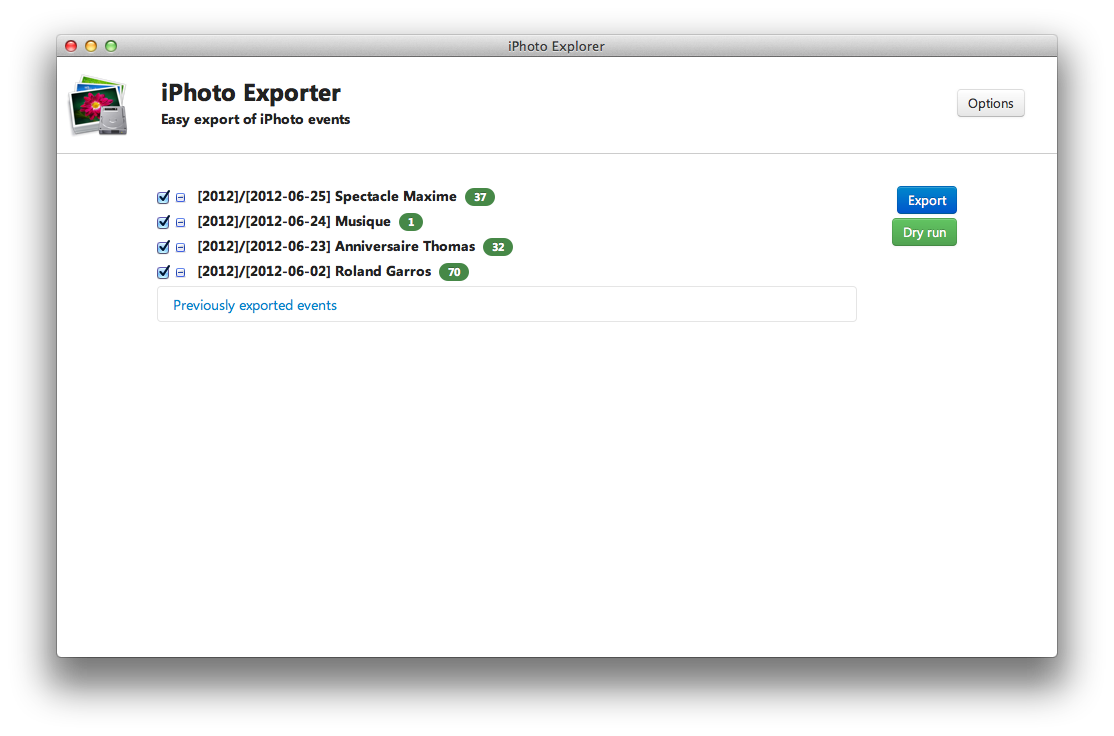 iPhoto Explorer
iPhoto Exporter
Easy export of iPhoto events
Options
[2012]/[2012-06-25] Spectacle Maxime 37
[2012]/[2012-06-24] Musique 1
[2012]/[2012-06-23] Anniversaire Thomas 32
[2012]/[2012-06-02] Roland Garros 70
Previously exported events
Export
Dry run